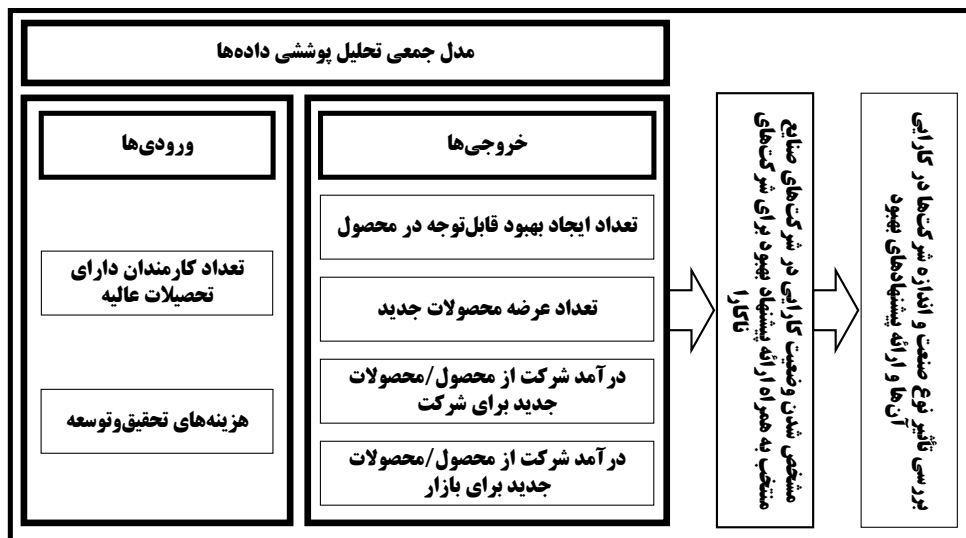 مدل جمعی تحلیل پوششی داده‌ها
ورودی‌ها
تعداد کارمندان دارای
تحصیلات عالیه
هزینه‌های تحقیق‌وتوسعه
خروجی‌ها
تعداد ایجاد بهبود قابل‌توجه در محصول
تعداد عرضه محصولات جدید
درآمد شرکت از محصول/محصولات
جدید برای شرکت
درآمد شرکت از محصول/محصولات
جدید برای بازار
مشخص شدن وضعیت کارایی در شرکت‌های صنایع
منتخب به همراه ارائه پیشنهاد بهبود برای شرکت‌های
ناکارا
بررسی تأثیر نوع صنعت و اندازه شرکت‌ها در کارایی
آن‌ها و ارائه پیشنهادهای بهبود